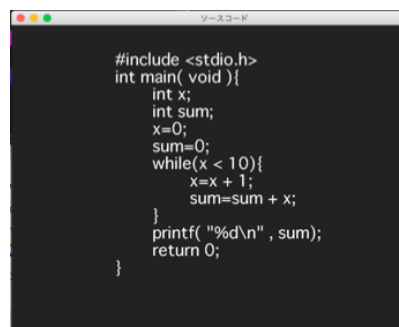 ソースコード
#include <stdio.h>
int main( void ){
int x;
int sum;
x=0;
sum=0;
while(x < 10){
x=x + 1;
sum=sum + x;
}
printf( "%d\n" , sum);
return 0;
}